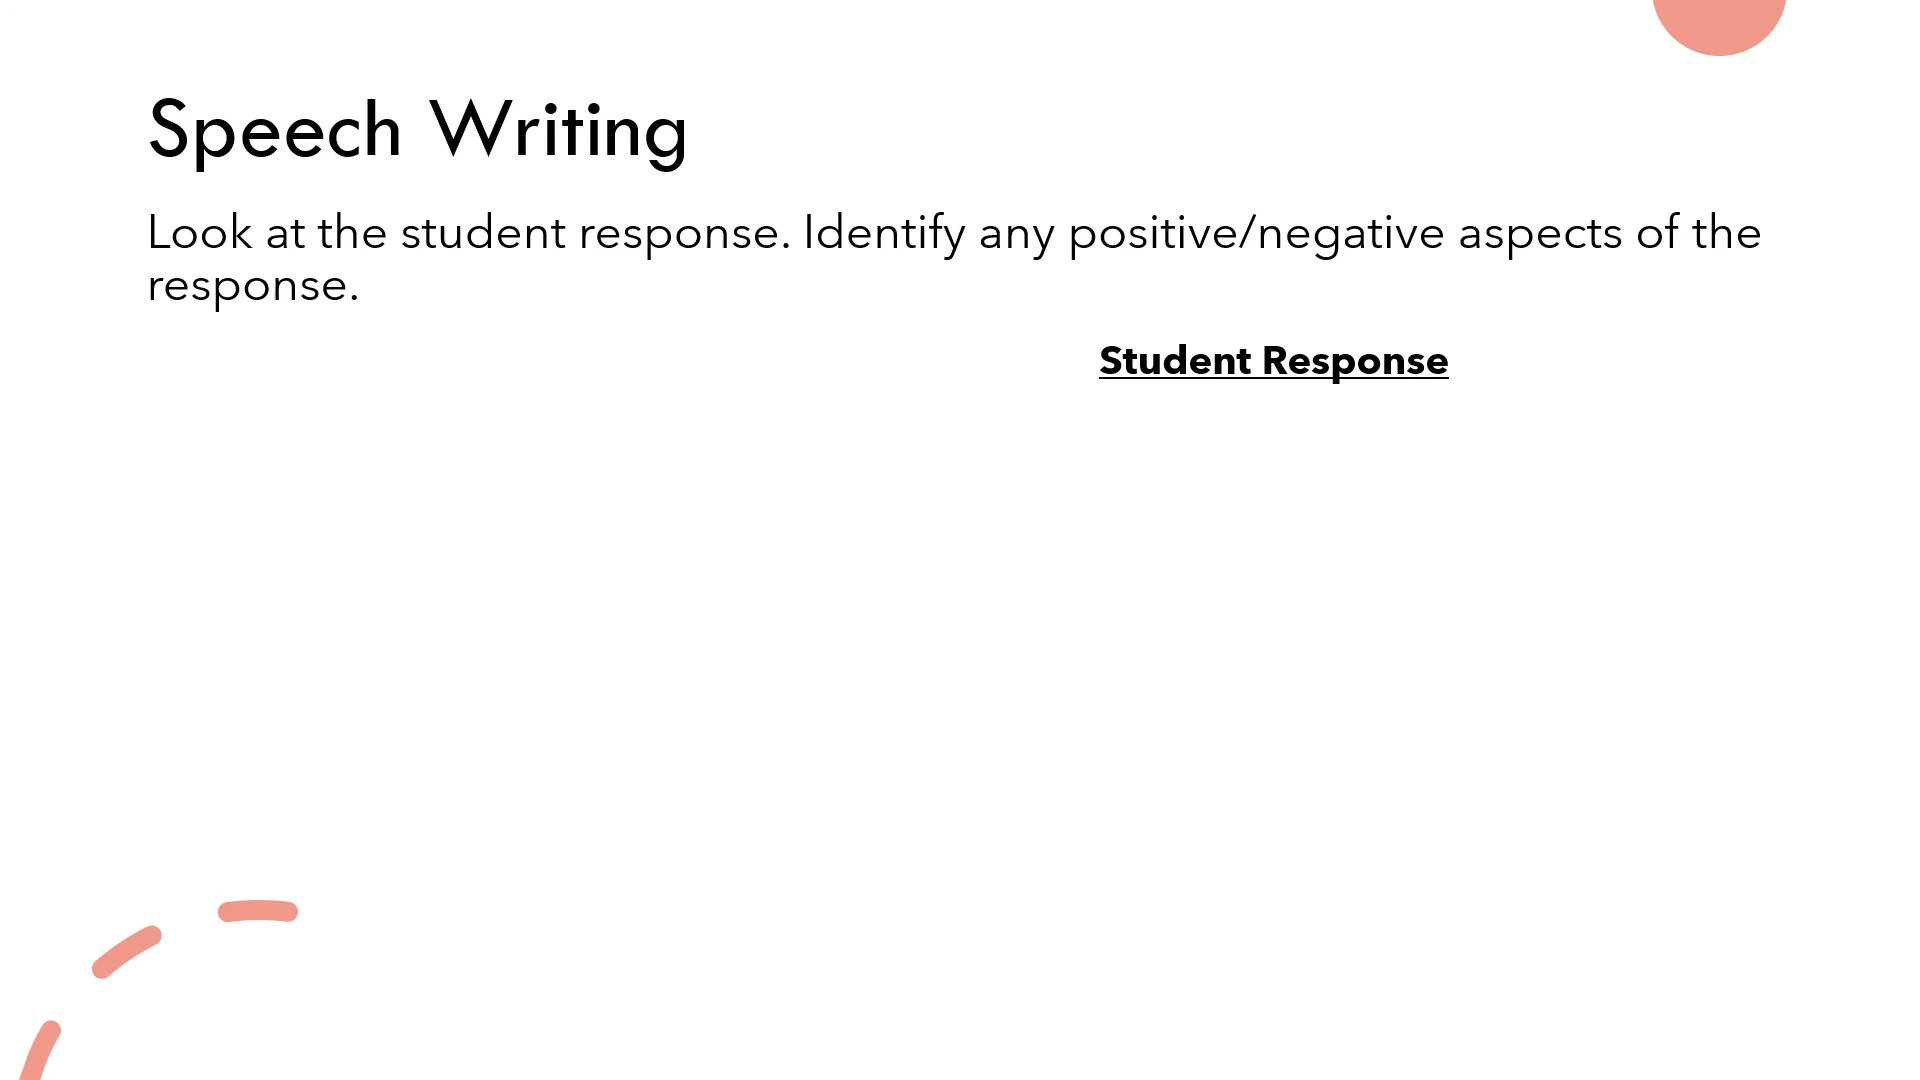 Speech Writing
Look at the student response. Identify any positive/negative aspects of the
response.
Student Response